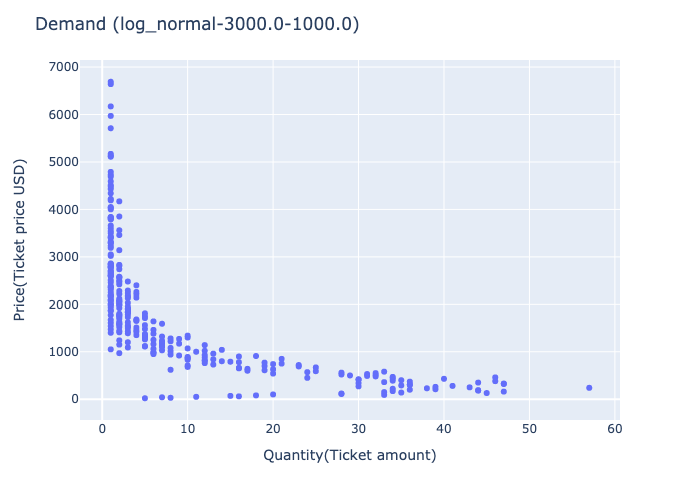 Demand (log_normal-3000.0-1000.0)
7000
6000
5000
4000
3000
2000
1000
0
Price(Ticket price USD)
0 10 20 30 40 50 60
Quantity(Ticket amount)